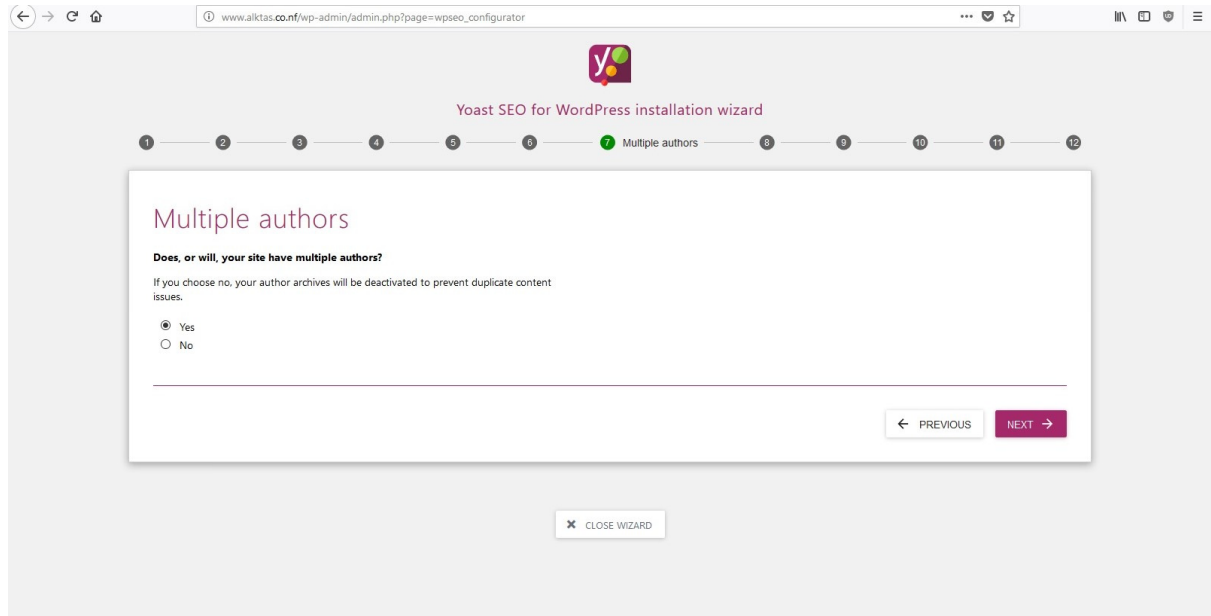 www.alktas.co.nf/wp-admin/admin.php?page=wpseo_configurator
y
Yoast SEO for WordPress installation wizard
1 2 3 4 5 6 7 Multiple authors 8 9 10 11 12
Multiple authors
Does, or will, your site have multiple authors?
If you choose no, your author archives will be deactivated to prevent duplicate content
issues.
Yes
No
← PREVIOUS NEXT →
✖ CLOSE WIZARD